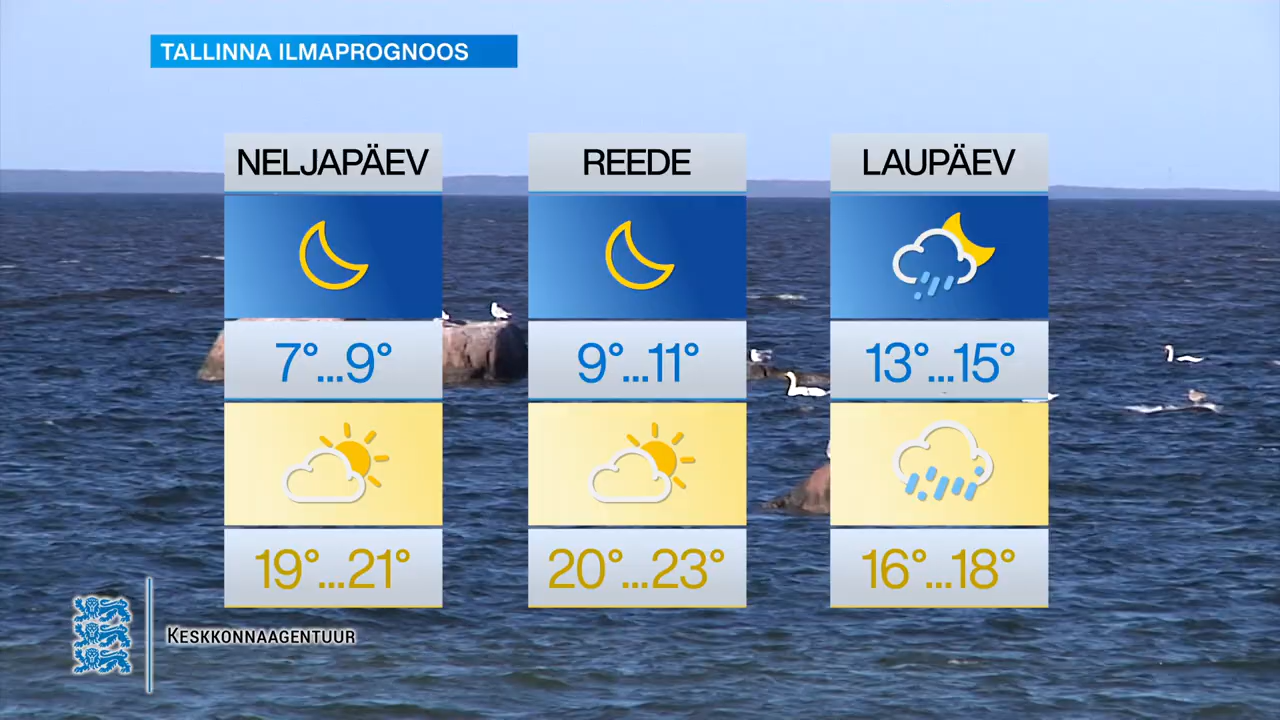 TALLINNA ILMAPROGNOOS
NELJAPÄEV
7°...9°
19°...21°
REEDE
9°...11°
20°...23°
LAUPÄEV
13°...15°
16°...18°
KESKKONNAAGENTUUR